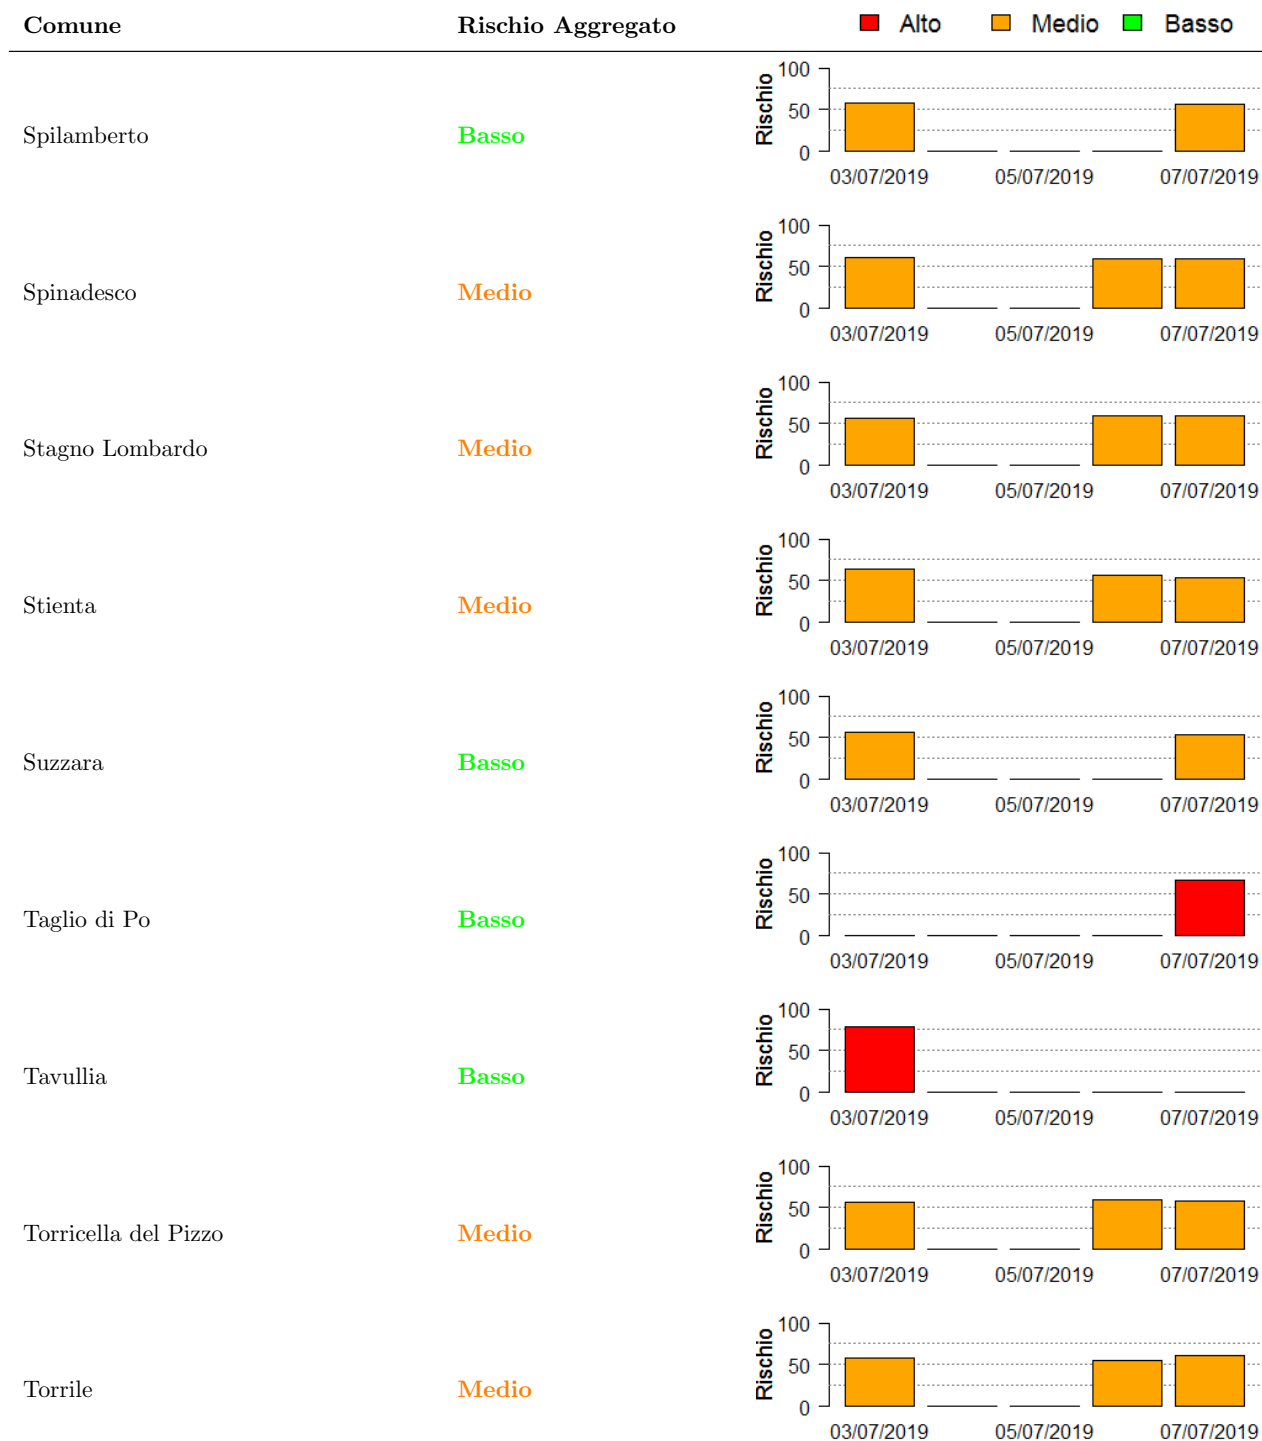 Comune Rischio Aggregato Alto Medio Basso
100
Rischio
50
Spilamberto Basso
0
03/07/2019 05/07/2019 07/07/2019
100
Rischio
50
Spinadesco Medio
0
03/07/2019 05/07/2019 07/07/2019
100
Rischio
50
Stagno Lombardo Medio
0
03/07/2019 05/07/2019 07/07/2019
100
Rischio
50
Stienta Medio
0
03/07/2019 05/07/2019 07/07/2019
100
Rischio
50
Suzzara Basso
0
03/07/2019 05/07/2019 07/07/2019
100
Rischio
50
Taglio di Po Basso
0
03/07/2019 05/07/2019 07/07/2019
100
Rischio
50
Tavullia Basso
0
03/07/2019 05/07/2019 07/07/2019
100
Rischio
50
Torricella del Pizzo Medio
0
03/07/2019 05/07/2019 07/07/2019
100
Rischio
50
Torrile Medio
0
03/07/2019 05/07/2019 07/07/2019